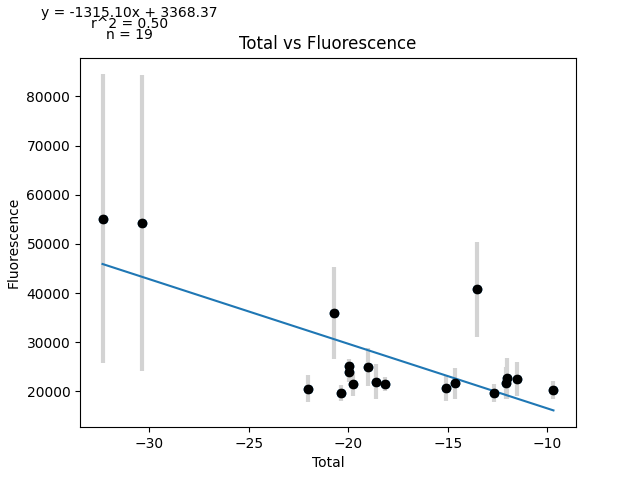 y = -1315.10x + 3368.37
r^2 = 0.50
n = 19
Total vs Fluorescence
80000
70000
60000
50000
40000
30000
20000
Fluorescence
−30
−25
−20
−15
−10
Total